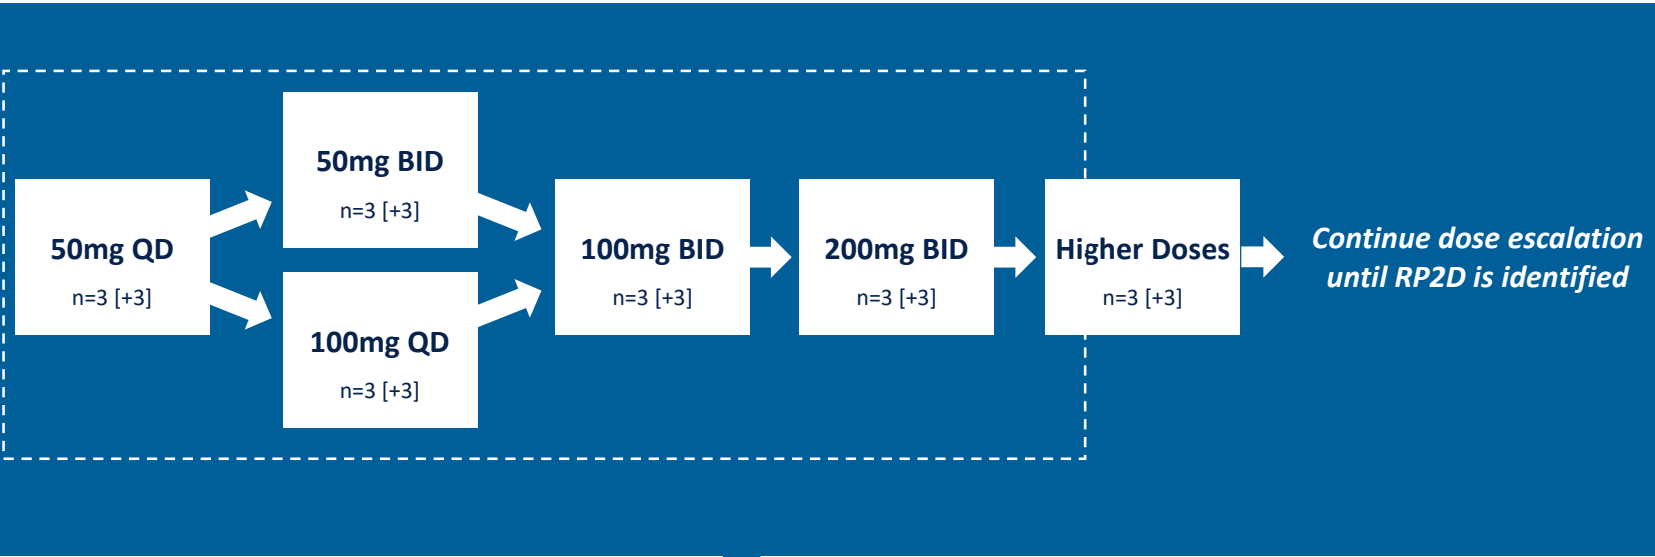 50mg QD
n=3 [+3]
50mg BID
n=3 [+3]
100mg QD
n=3 [+3]
100mg BID
n=3 [+3]
200mg BID
n=3 [+3]
Higher Doses
n=3 [+3]
Continue dose escalation
until RP2D is identified